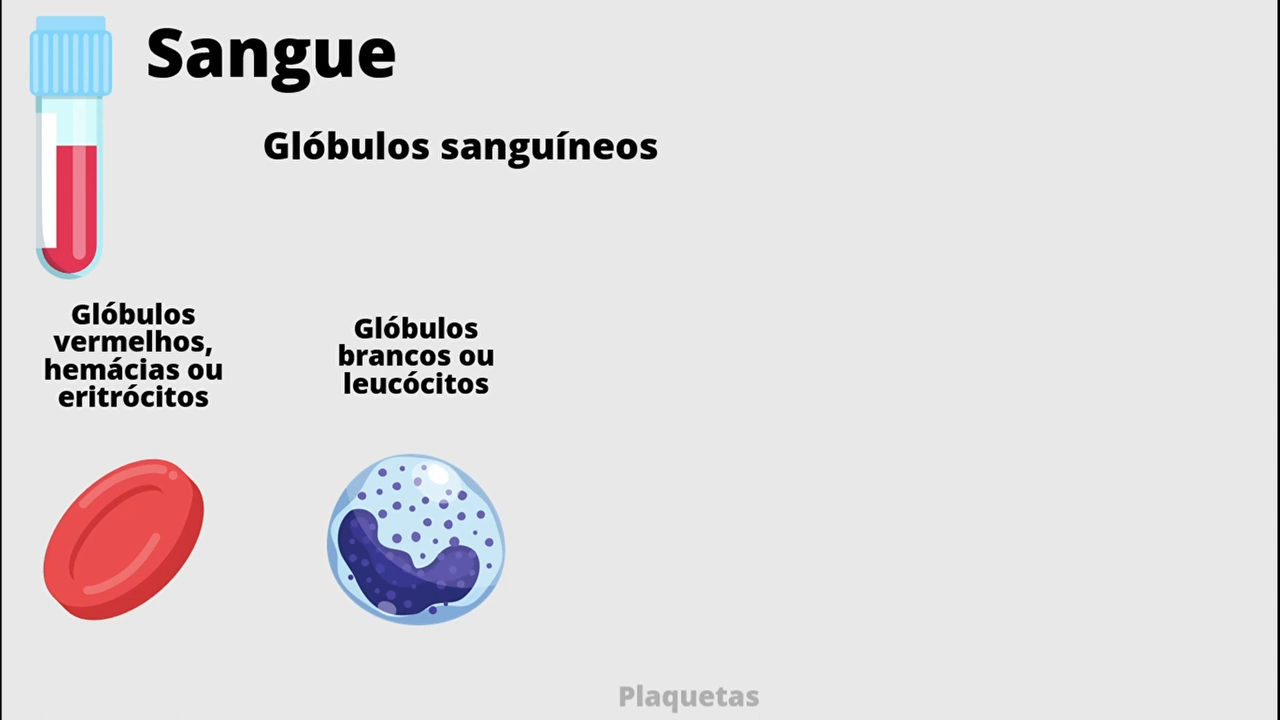 Sangue
Glóbulos sanguíneos
Glóbulos
vermelhos,
hemácias ou
eritrócitos
Glóbulos
brancos ou
leucócitos
Plaquetas